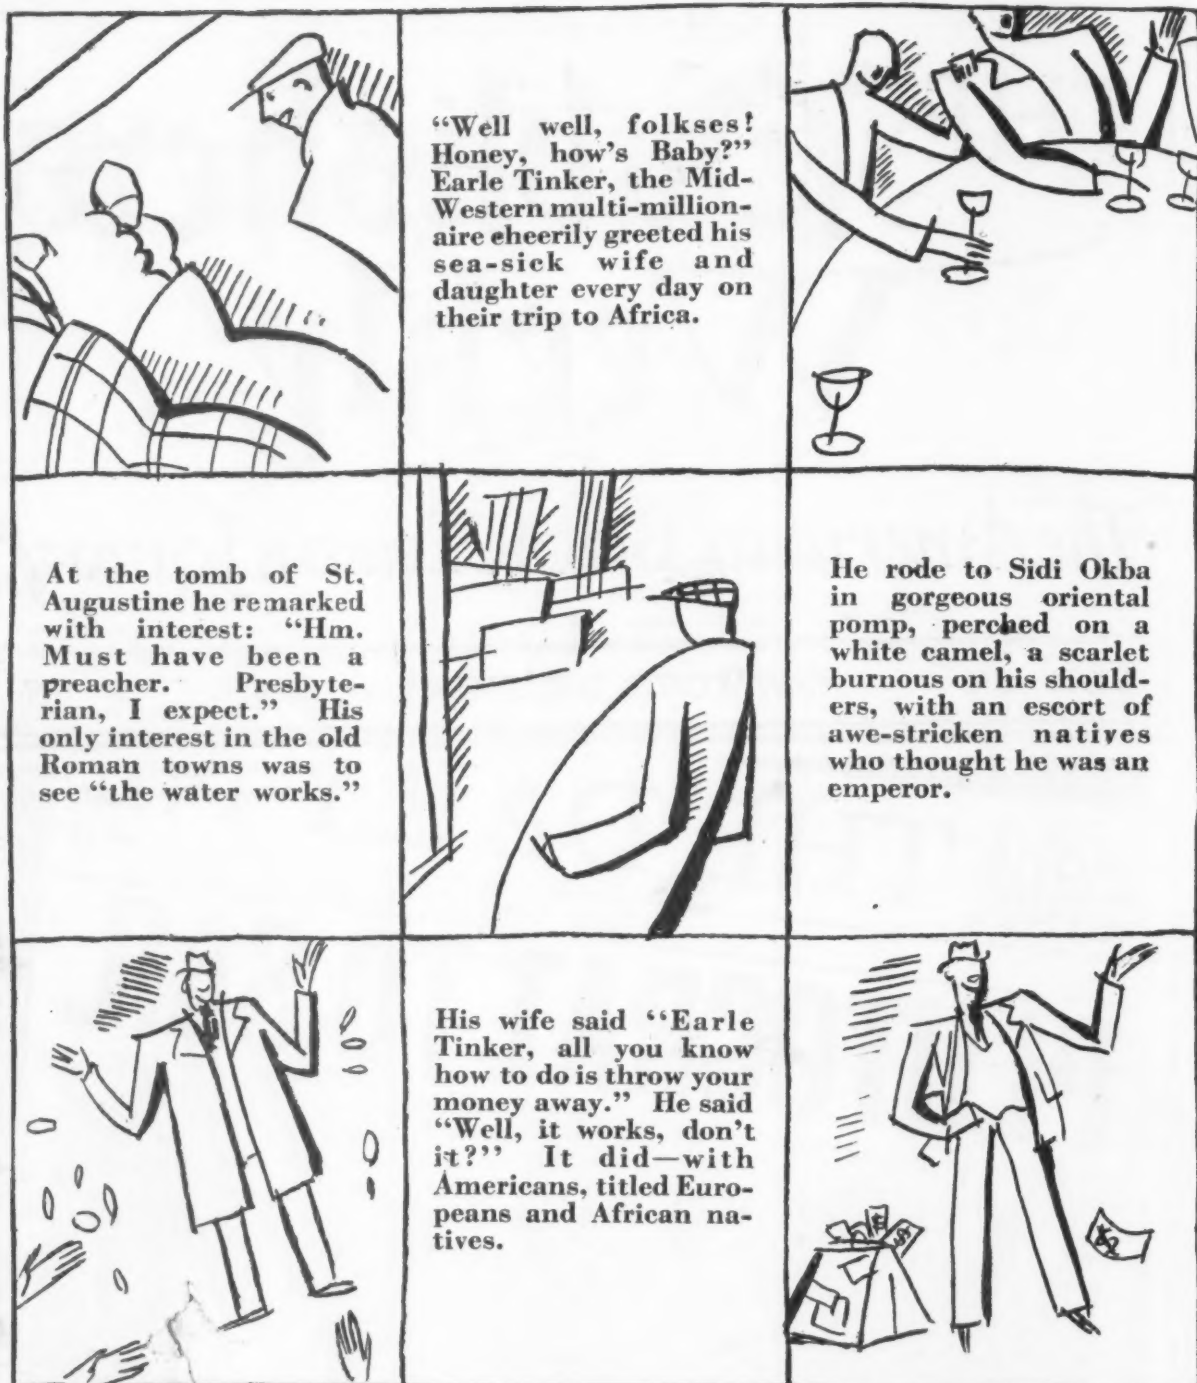 “Well well, folkses!
Honey, how's Baby?”
Earle Tinker, the Mid-
Western multi-million-
aire cheerily greeted his
sea-sick wife and
daughter every day on
their trip to Africa.
At the tomb of St.
Augustine he remarked
with interest: “Hm.
Must have been a
preacher. Presbyte-
rian, I expect.” His
only interest in the old
Roman towns was to
see “the water works.”
He rode to Sidi Okba
in gorgeous oriental
pomp, perched on a
white camel, a scarlet
burnous on his should-
ers, with an escort of
awe-stricken natives
who thought he was an
emperor.
His wife said “Earle
Tinker, all you know
how to do is throw your
money away.” He said
“Well, it works, don't
it?” It did—with
Americans, titled Euro-
peans and African na-
tives.